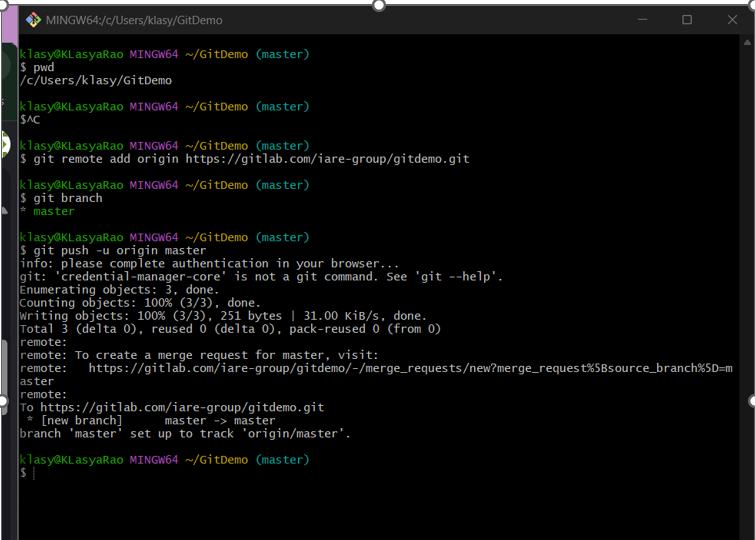 MINGW64:/c/Users/klasy/GitDemo
klasy@KLasyaRao MINGW64 ~/GitDemo (master)
$ pwd
/c/Users/klasy/GitDemo
klasy@KLasyaRao MINGW64 ~/GitDemo (master)
$^C
klasy@KLasyaRao MINGW64 ~/GitDemo (master)
$ git remote add origin https://gitlab.com/iare-group/gitdemo.git
klasy@KLasyaRao MINGW64 ~/GitDemo (master)
$ git branch
* master
klasy@KLasyaRao MINGW64 ~/GitDemo (master)
$ git push -u origin master
info: please complete authentication in your browser...
git: 'credential-manager-core' is not a git command. See 'git --help'.
Enumerating objects: 3, done.
Counting objects: 100% (3/3), done.
Writing objects: 100% (3/3), 251 bytes | 31.00 KiB/s, done.
Total 3 (delta 0), reused 0 (delta 0), pack-reused 0 (from 0)
remote:
remote: To create a merge request for master, visit:
remote:   https://gitlab.com/iare-group/gitdemo/-/merge_requests/new?merge_request%5Bsource_branch%5D=m
aster
remote:
To https://gitlab.com/iare-group/gitdemo.git
 * [new branch]      master -> master
branch 'master' set up to track 'origin/master'.
klasy@KLasyaRao MINGW64 ~/GitDemo (master)
$